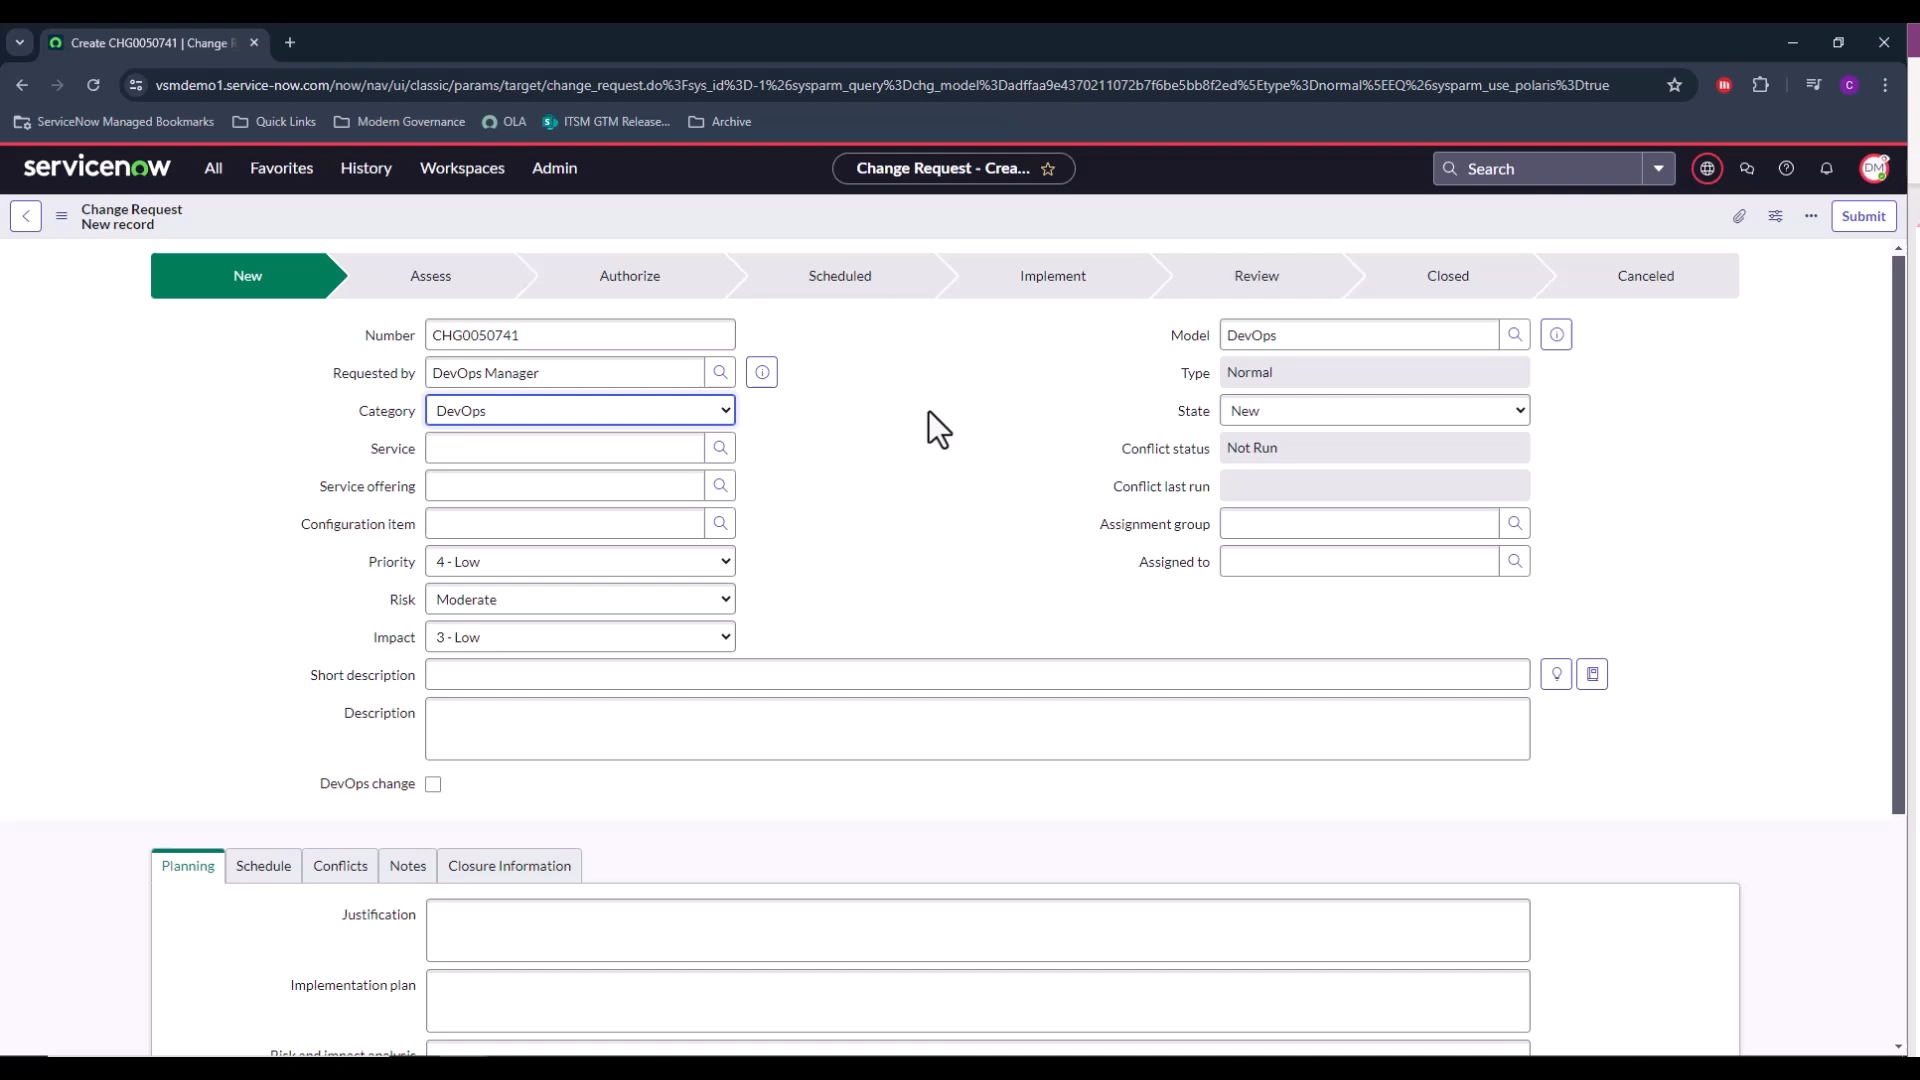 Create CHG0050741 | Change R
vsmdemo1.service-now.com/now/nav/ui/classic/params/target/change_request.do%3Fsys_id%3D-1%26sysparm_query%3Dchg_model%3Dadffaa9e4370211072b7f6be5bb8f2ed%5Etype%3Dnormal%5EEQ%26sysparm_use_polaris%3Dtrue
ServiceNow Managed Bookmarks Quick Links Modern Governance OLA ITSM GTM Release... Archive
servicenow All Favorites History Workspaces Admin Change Request - Crea... Search DM
Change Request
New record
Submit
New Assess Authorize Scheduled Implement Review Closed Canceled
Number CHG0050741 Model DevOps
Requested by DevOps Manager Type Normal
Category DevOps State New
Service Conflict status Not Run
Service offering Conflict last run
Configuration item Assignment group
Priority 4 - Low Assigned to
Risk Moderate
Impact 3 - Low
Short description
Description
DevOps change
Planning Schedule Conflicts Notes Closure Information
Justification
Implementation plan
Risk and impact analysis